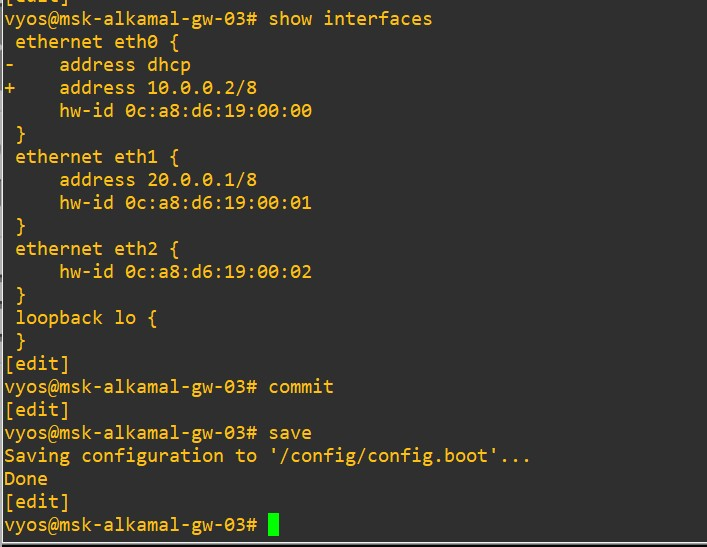 [edit]
vyos@msk-alkamal-gw-03# show interfaces
 ethernet eth0 {
-    address dhcp
+    address 10.0.0.2/8
     hw-id 0c:a8:d6:19:00:00
 }
 ethernet eth1 {
     address 20.0.0.1/8
     hw-id 0c:a8:d6:19:00:01
 }
 ethernet eth2 {
     hw-id 0c:a8:d6:19:00:02
 }
 loopback lo {
 }
[edit]
vyos@msk-alkamal-gw-03# commit
[edit]
vyos@msk-alkamal-gw-03# save
Saving configuration to '/config/config.boot'...
Done
[edit]
vyos@msk-alkamal-gw-03#